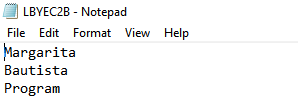 LBYEC2B - Notepad
File Edit Format View Help
Margarita
Bautista
Program